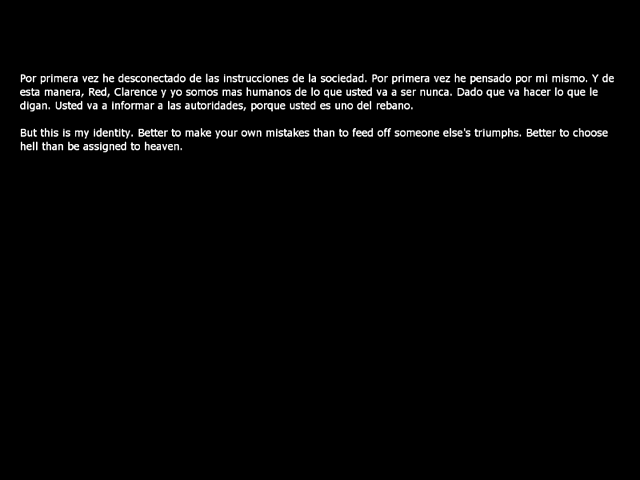 Por primera vez he desconectado de las instrucciones de la sociedad. Por primera vez he pensado por mi mismo. Y de
esta manera, Red, Clarence y yo somos mas humanos de lo que usted va a ser nunca. Dado que va hacer lo que le
digan. Usted va a informar a las autoridades, porque usted es uno del rebano.
But this is my identity. Better to make your own mistakes than to feed off someone else's triumphs. Better to choose
hell than be assigned to heaven.